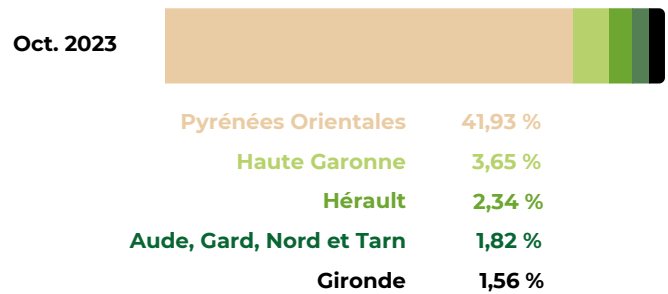 Oct. 2023
Pyrénées Orientales 41,93 %
Haute Garonne 3,65 %
Hérault 2,34 %
Aude, Gard, Nord et Tarn 1,82 %
Gironde 1,56 %